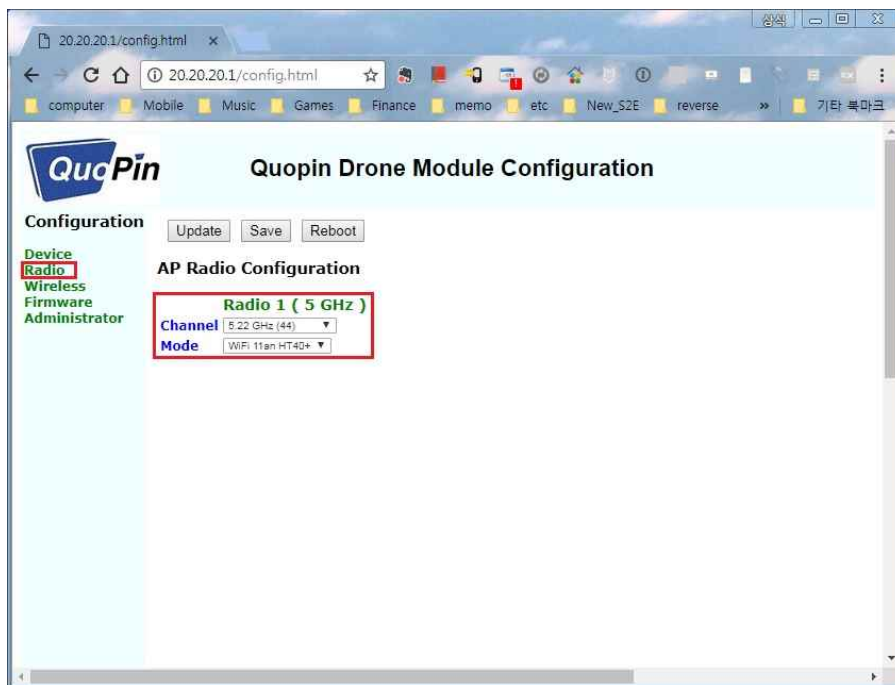 상식
20.20.20.1/config.html
20.20.20.1/config.html
computer Mobile Music Games Finance memo etc New_S2E reverse » 기타 북마크
QuoPin
Quopin Drone Module Configuration
Configuration
Update Save Reboot
Device
Radio
Wireless
Firmware
Administrator
AP Radio Configuration
Radio 1 ( 5 GHz )
Channel 5.22 GHz (44)
Mode WiFi 11an HT40+